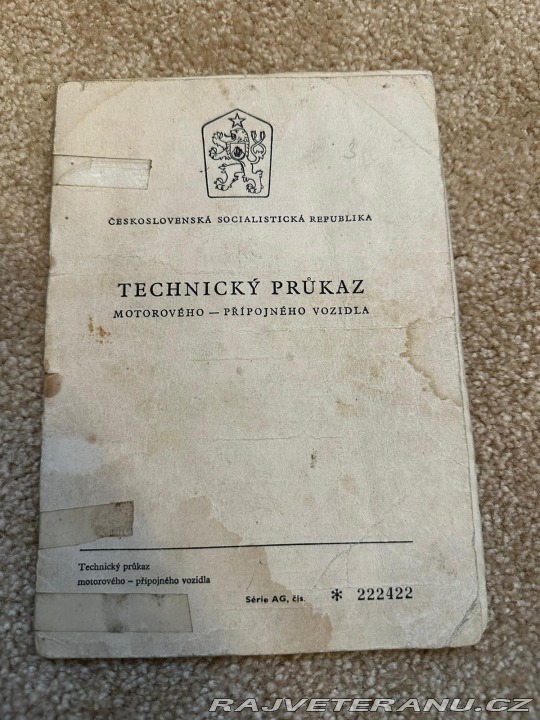 ČESKOSLOVENSKÁ SOCIALISTICKÁ REPUBLIKA
TECHNICKÝ PRŮKAZ
MOTOROVÉHO — PŘÍPOJNÉHO VOZIDLA
Technický průkaz
motorového – přípojného vozidla
Série AG, čís. * 222422
RAJVETERANU.CZ